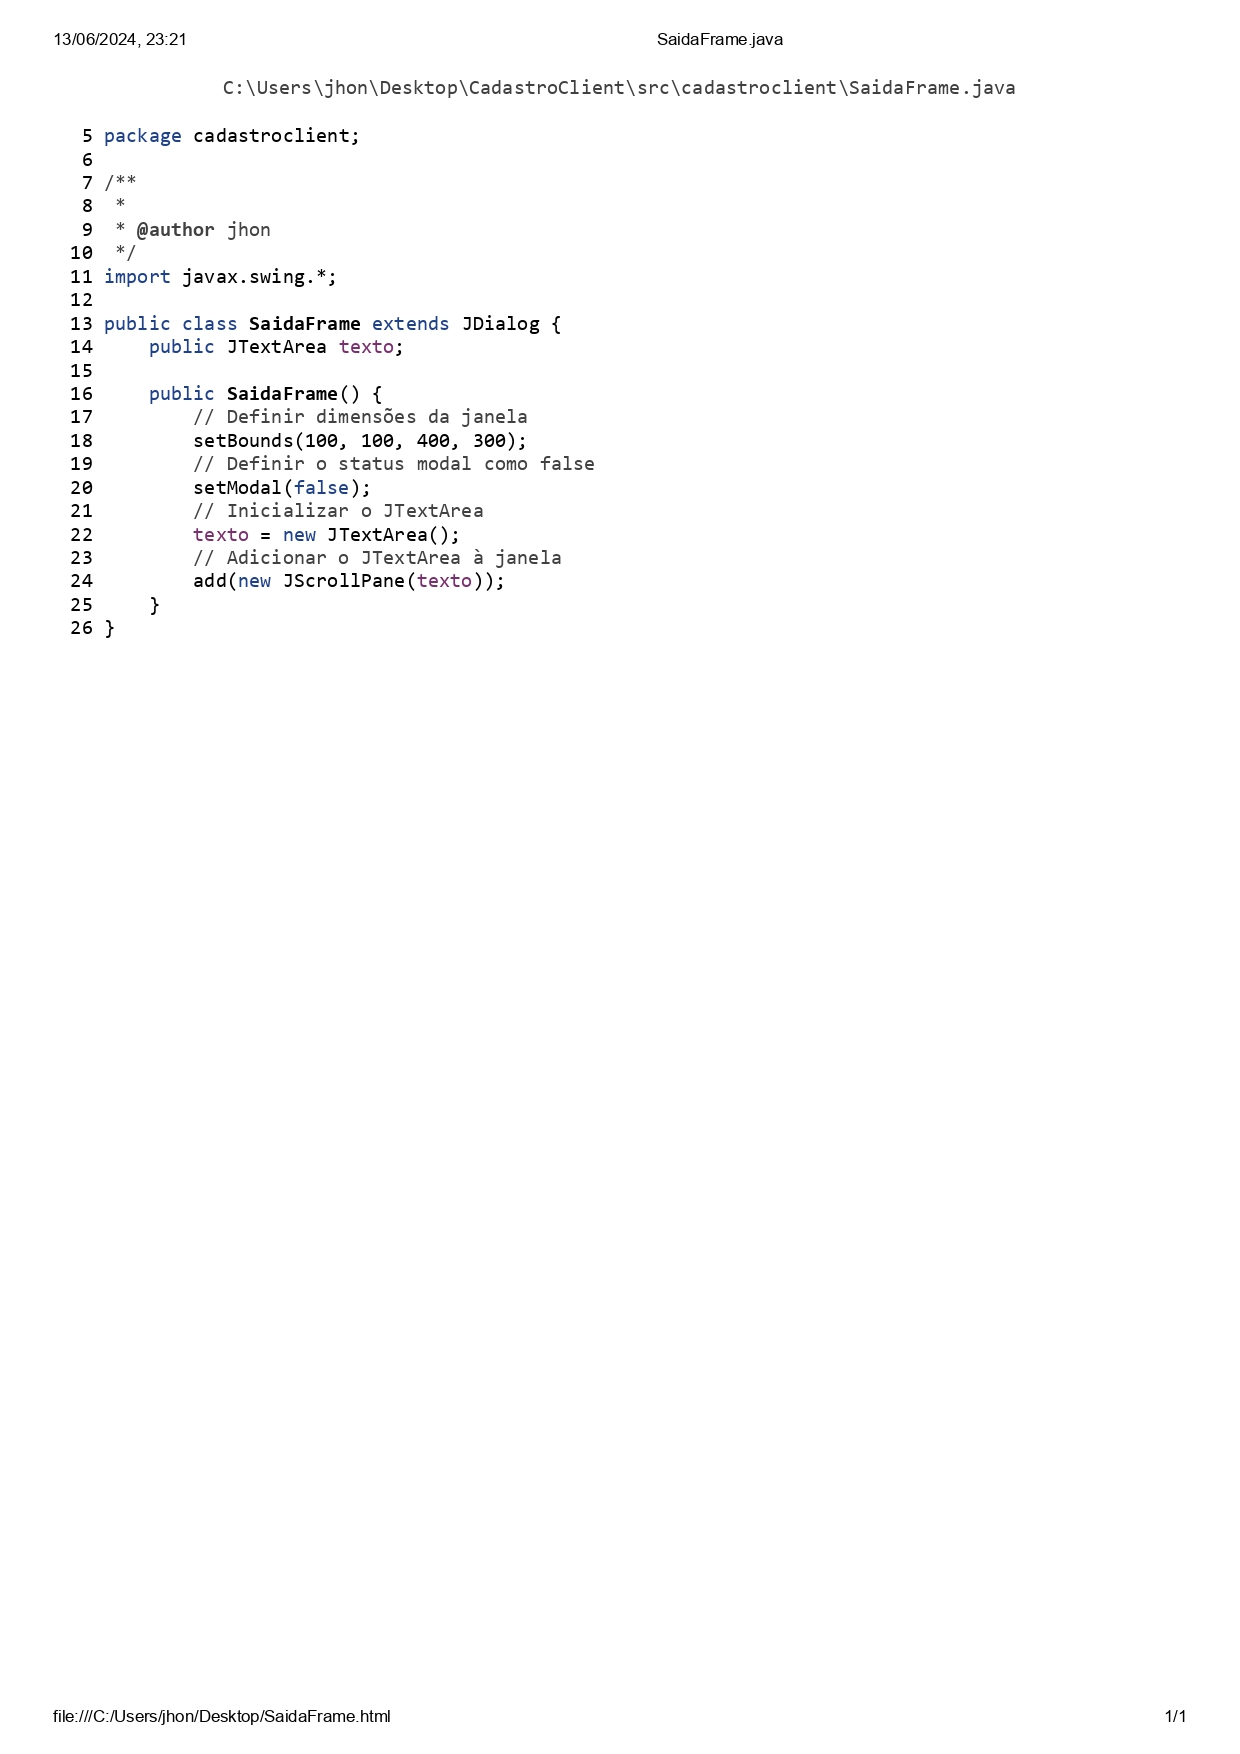 13/06/2024, 23:21 SaidaFrame.java
C:\Users\jhon\Desktop\CadastroClient\src\cadastroclient\SaidaFrame.java
5 package cadastroclient;
6
7 /**
8  *
9  * @author jhon
10  */
11 import javax.swing.*;
12
13 public class SaidaFrame extends JDialog {
14     public JTextArea texto;
15
16     public SaidaFrame() {
17         // Definir dimensões da janela
18         setBounds(100, 100, 400, 300);
19         // Definir o status modal como false
20         setModal(false);
21         // Inicializar o JTextArea
22         texto = new JTextArea();
23         // Adicionar o JTextArea à janela
24         add(new JScrollPane(texto));
25     }
26 }
file:///C:/Users/jhon/Desktop/SaidaFrame.html 1/1